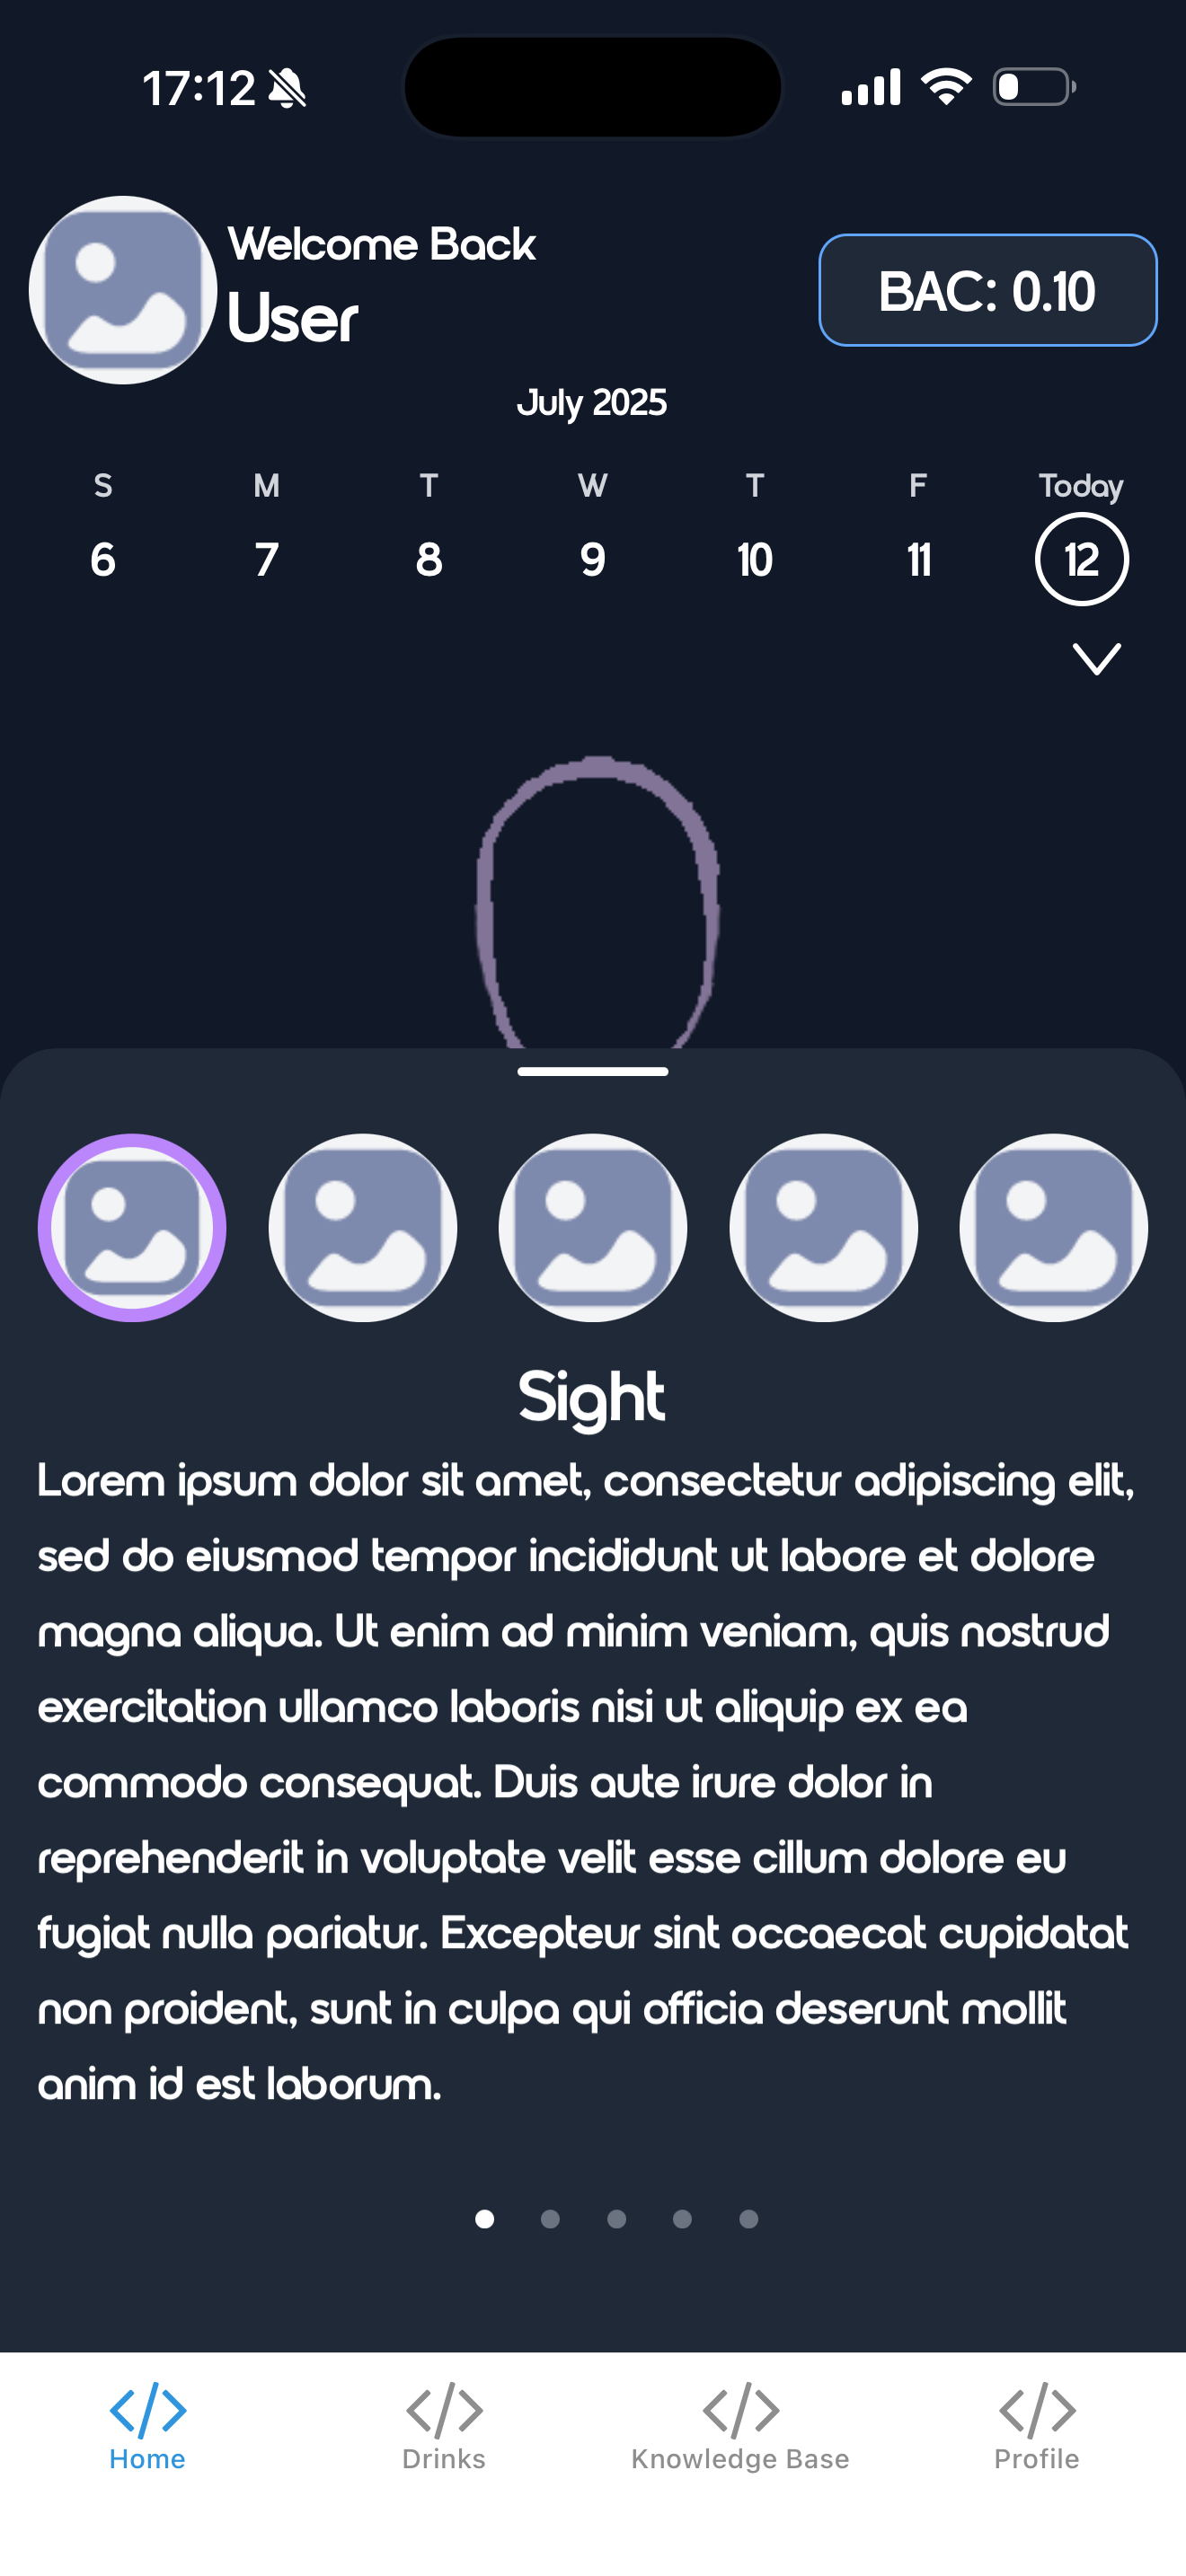 17:12
Welcome Back
User
BAC: 0.10
July 2025
S M T W T F Today
6 7 8 9 10 11 12
Sight
Lorem ipsum dolor sit amet, consectetur adipiscing elit,
sed do eiusmod tempor incididunt ut labore et dolore
magna aliqua. Ut enim ad minim veniam, quis nostrud
exercitation ullamco laboris nisi ut aliquip ex ea
commodo consequat. Duis aute irure dolor in
reprehenderit in voluptate velit esse cillum dolore eu
fugiat nulla pariatur. Excepteur sint occaecat cupidatat
non proident, sunt in culpa qui officia deserunt mollit
anim id est laborum.
Home Drinks Knowledge Base Profile